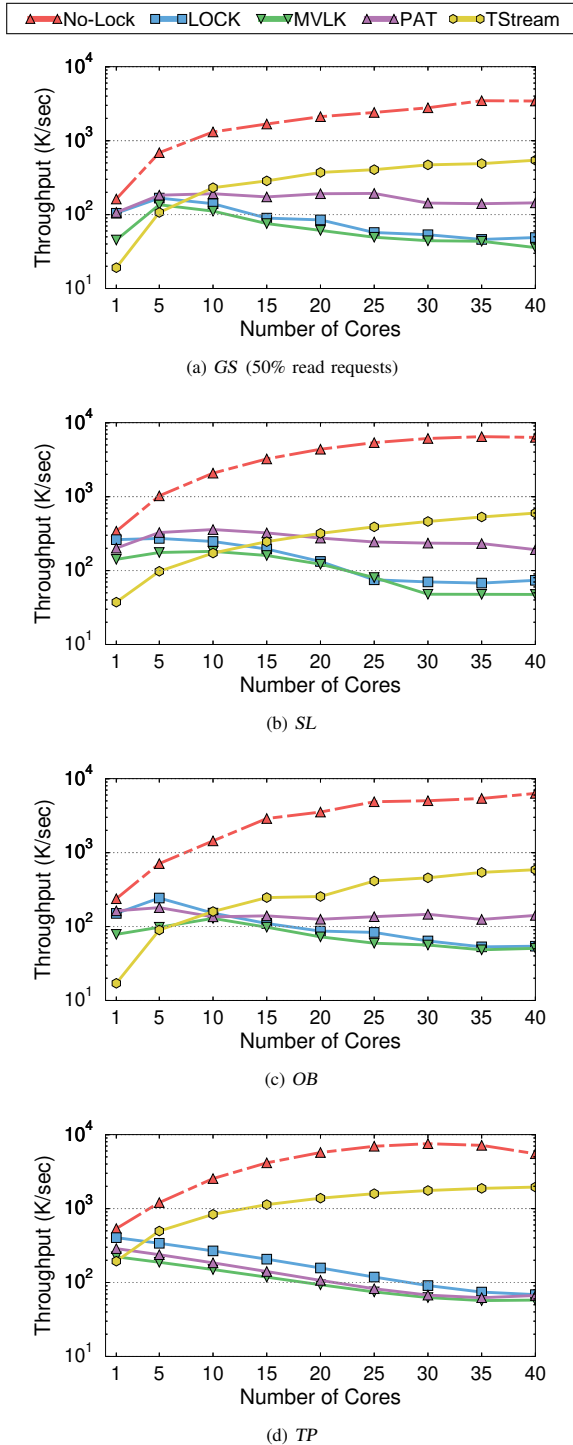 No-Lock LOCK MVLK PAT TStream
Throughput (K/sec)
10^4
10^3
10^2
10^1
1 5 10 15 20 25 30 35 40
Number of Cores
(a) GS (50% read requests)
Throughput (K/sec)
10^4
10^3
10^2
10^1
1 5 10 15 20 25 30 35 40
Number of Cores
(b) SL
Throughput (K/sec)
10^4
10^3
10^2
10^1
1 5 10 15 20 25 30 35 40
Number of Cores
(c) OB
Throughput (K/sec)
10^4
10^3
10^2
10^1
1 5 10 15 20 25 30 35 40
Number of Cores
(d) TP